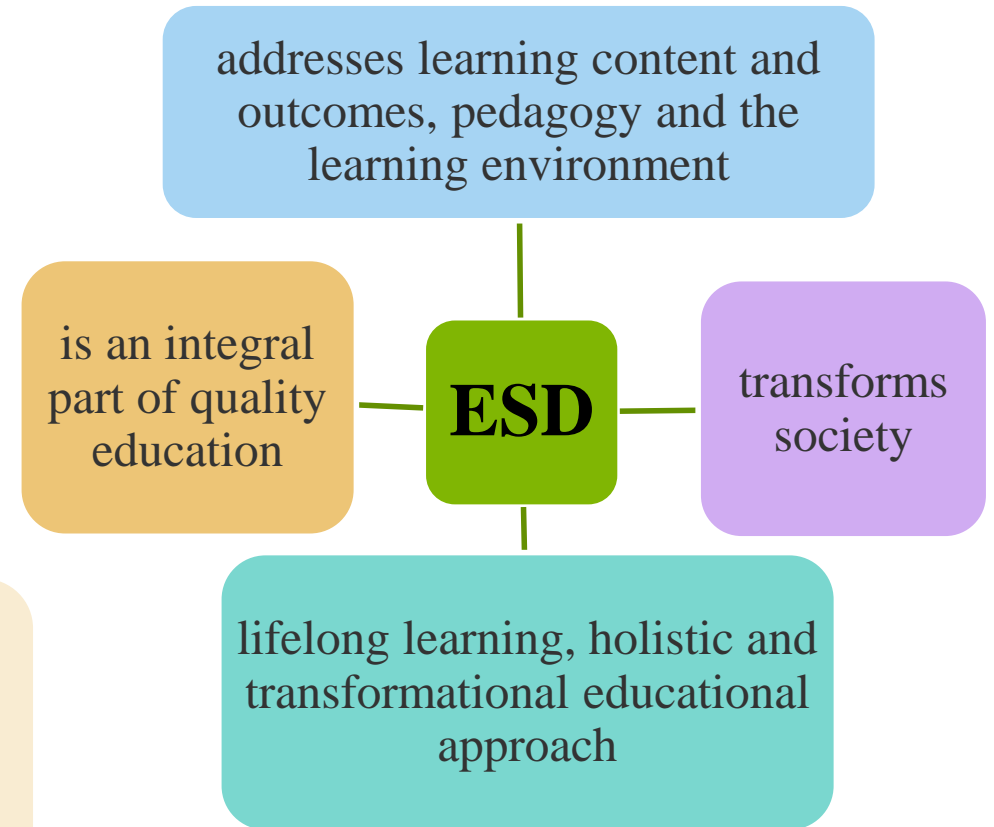 addresses learning content and
outcomes, pedagogy and the
learning environment
is an integral
part of quality
education
ESD
transforms
society
lifelong learning, holistic and
transformational educational
approach